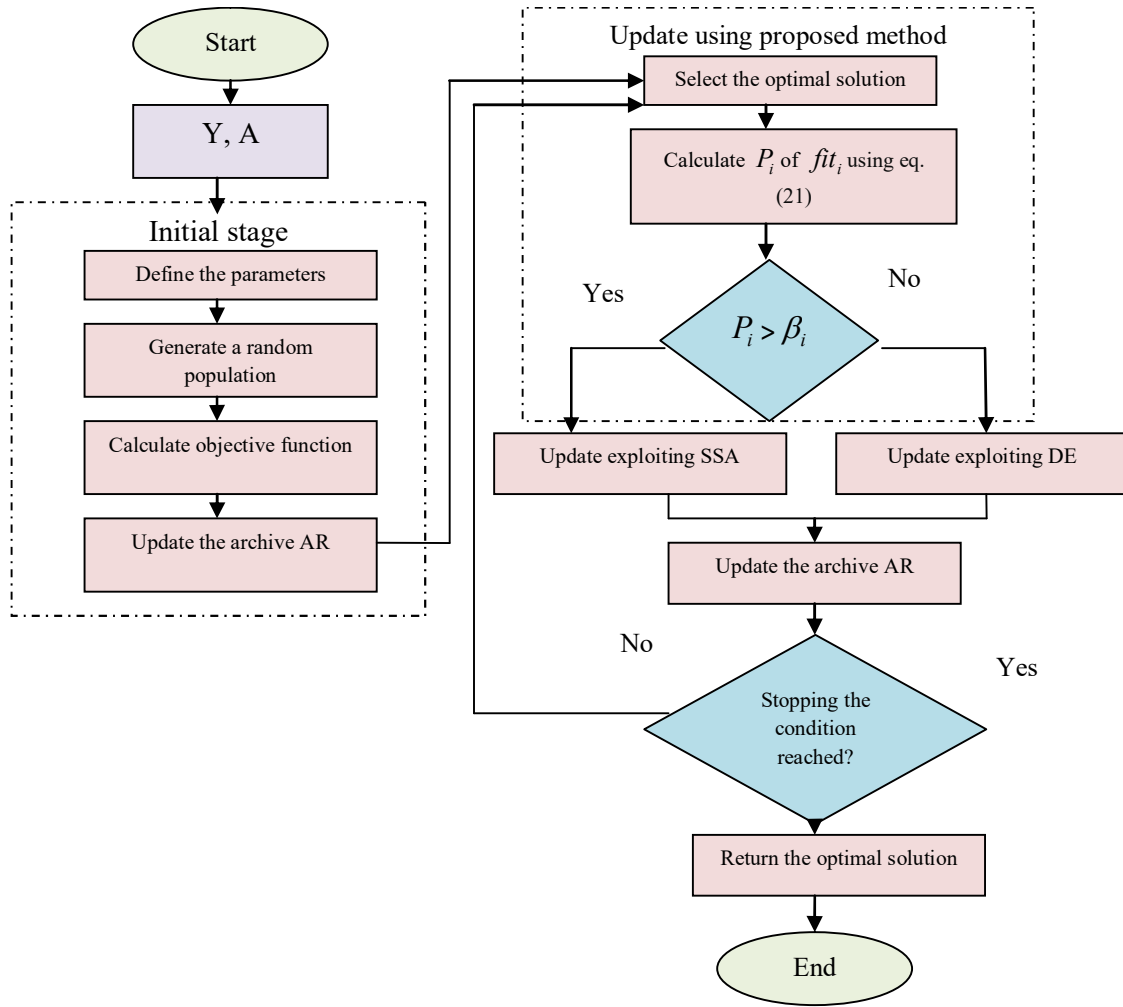 Start
Y, A
Initial stage
Define the parameters
Generate a random
population
Calculate objective function
Update the archive AR
Update using proposed method
Select the optimal solution
Calculate P_i of fit_i using eq.
(21)
Yes
No
P_i > β_i
Update exploiting SSA
Update exploiting DE
Update the archive AR
No
Yes
Stopping the
condition
reached?
Return the optimal solution
End